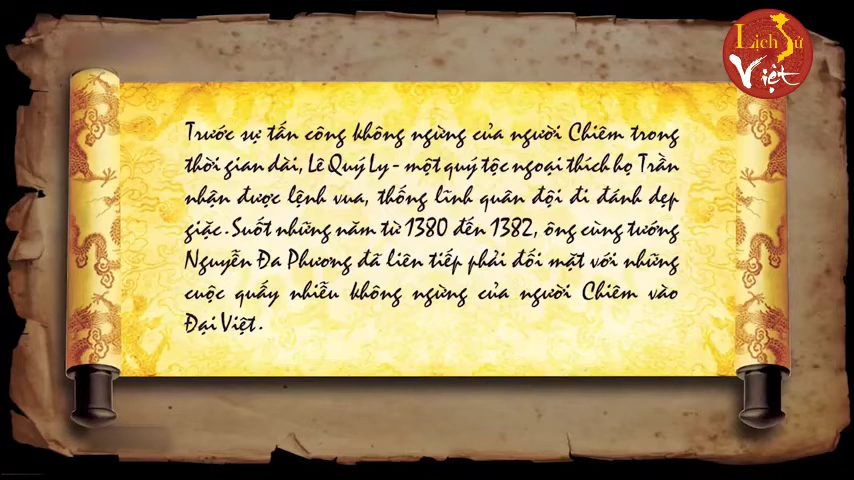 Lịch Sử
Việt
Trước sự tấn công không ngừng của người Chiêm trong
thời gian dài, Lê Quý Ly - một quý tộc ngoại thích họ Trần
nhận được lệnh vua, thống lĩnh quân đội đi đánh dẹp
giặc. Suốt những năm từ 1380 đến 1382, ông cùng tướng
Nguyễn Đa Phương đã liên tiếp phải đối mặt với những
cuộc quấy nhiễu không ngừng của người Chiêm vào
Đại Việt.